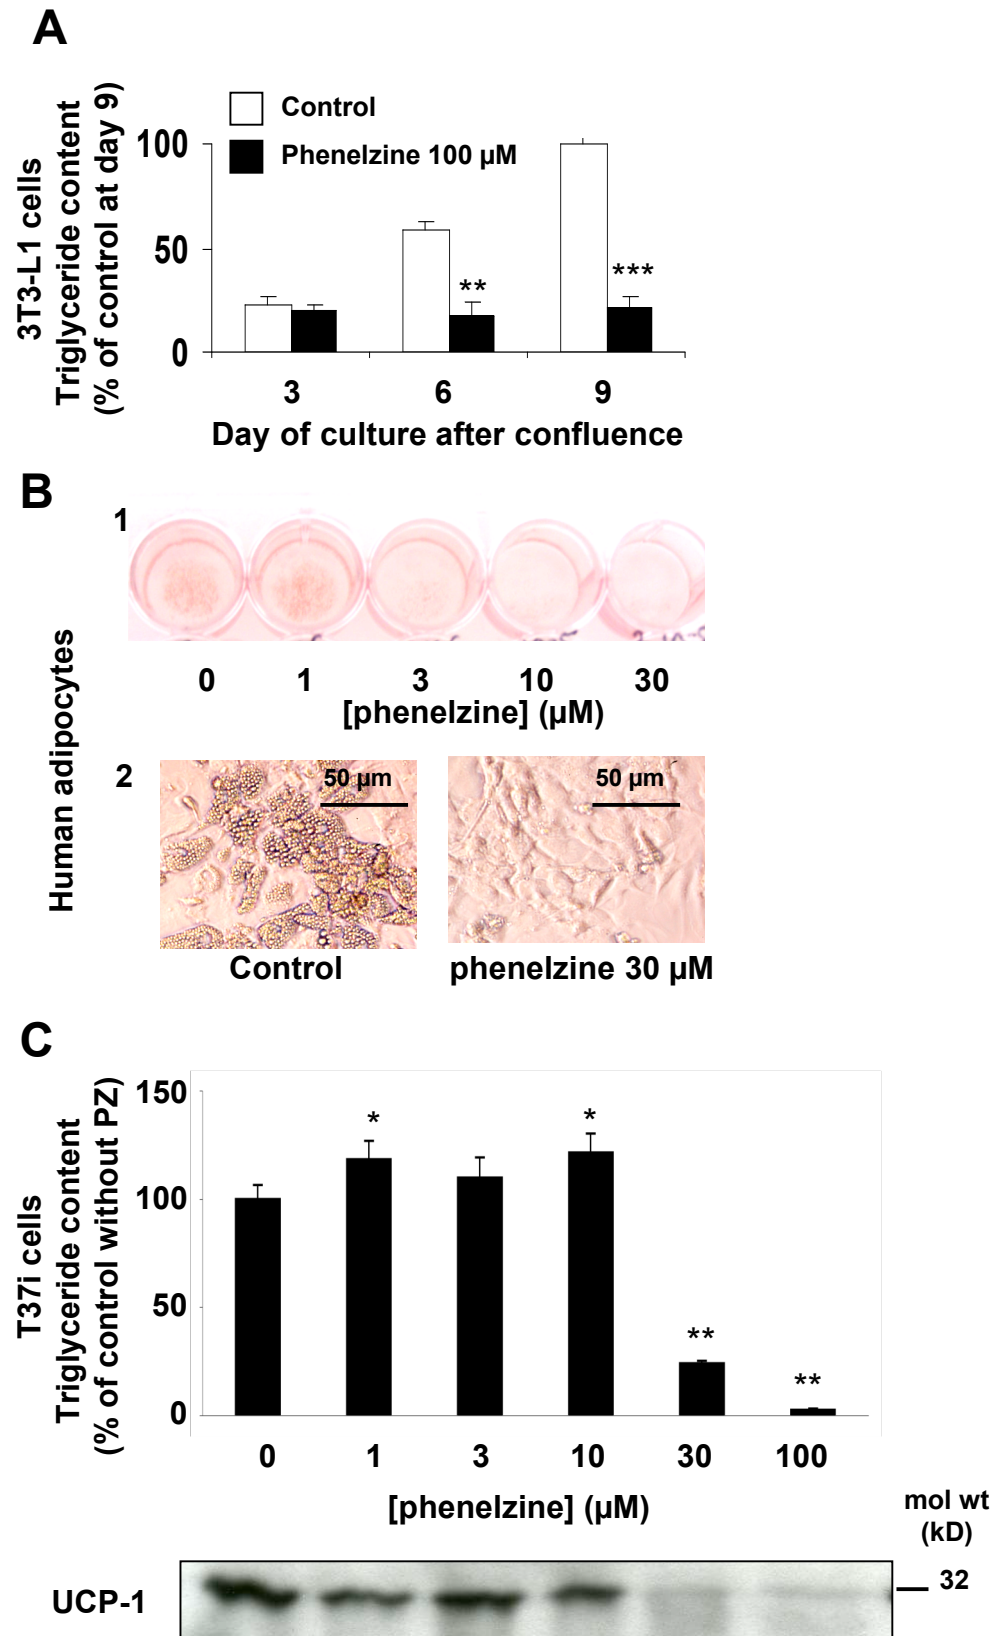 A
3T3-L1 cells
Triglyceride content
(% of control at day 9)
Control
Phenelzine 100 µM
100
50
0
**
***
3
6
9
Day of culture after confluence
B
Human adipocytes
1
0
1
3
10
30
[phenelzine] (µM)
2
50 µm
50 µm
Control
phenelzine 30 µM
C
T37i cells
Triglyceride content
(% of control without PZ)
150
100
50
0
*
*
**
**
0
1
3
10
30
100
[phenelzine] (µM)
mol wt
(kD)
UCP-1
32